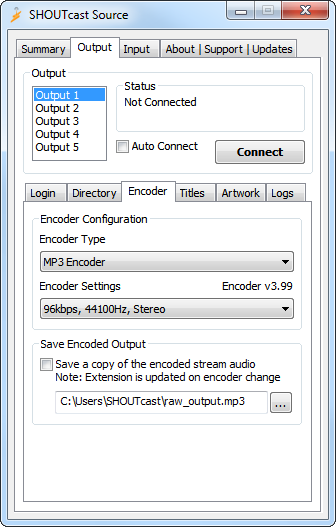 SHOUTcast Source
Summary Output Input About | Support | Updates
Output
Output 1
Output 2
Output 3
Output 4
Output 5
Status
Not Connected
Auto Connect
Connect
Login Directory Encoder Titles Artwork Logs
Encoder Configuration
Encoder Type
MP3 Encoder
Encoder Settings Encoder v3.99
96kbps, 44100Hz, Stereo
Save Encoded Output
Save a copy of the encoded stream audio
Note: Extension is updated on encoder change
C:\Users\SHOUTcast\raw_output.mp3 ...